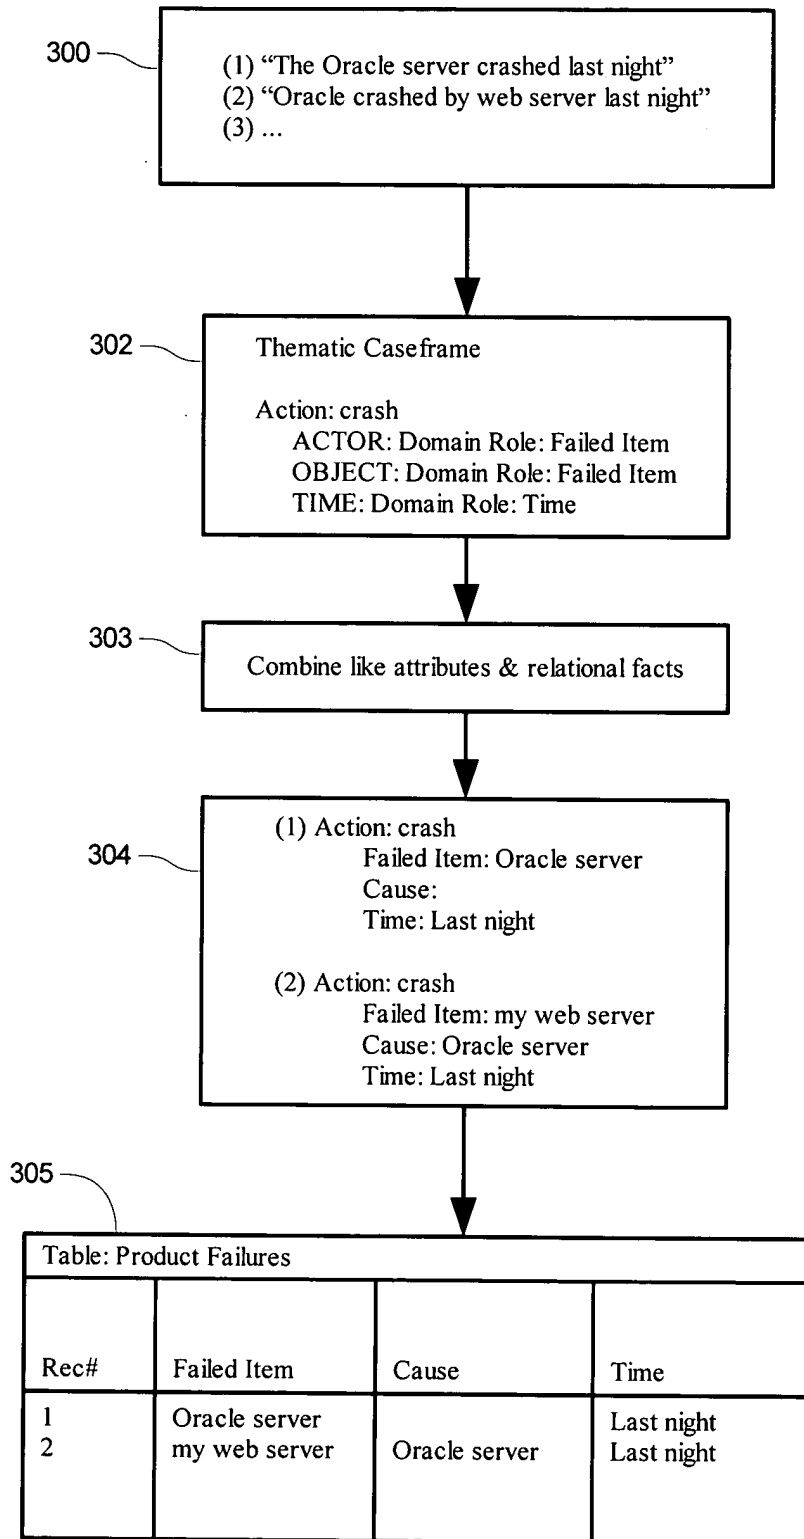 300
(1) “The Oracle server crashed last night”
(2) “Oracle crashed by web server last night”
(3) ...
302
Thematic Caseframe
Action: crash
ACTOR: Domain Role: Failed Item
OBJECT: Domain Role: Failed Item
TIME: Domain Role: Time
303
Combine like attributes & relational facts
304
(1) Action: crash
Failed Item: Oracle server
Cause:
Time: Last night
(2) Action: crash
Failed Item: my web server
Cause: Oracle server
Time: Last night
305
Table: Product Failures
Rec# Failed Item Cause Time
1 Oracle server Last night
2 my web server Oracle server Last night